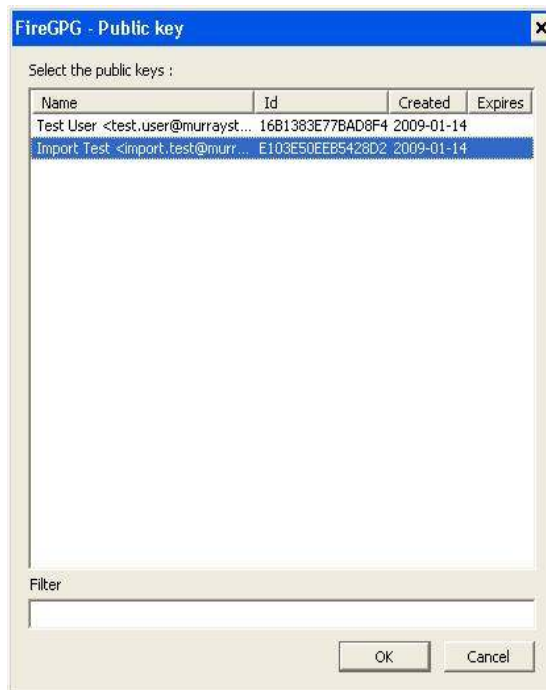 FireGPG - Public key
Select the public keys :
Name Id Created Expires
Test User <test.user@murrayst... 16B1383E77BAD8F4 2009-01-14
Import Test <import.test@murr... E103E50EEB5428D2 2009-01-14
Filter
OK Cancel